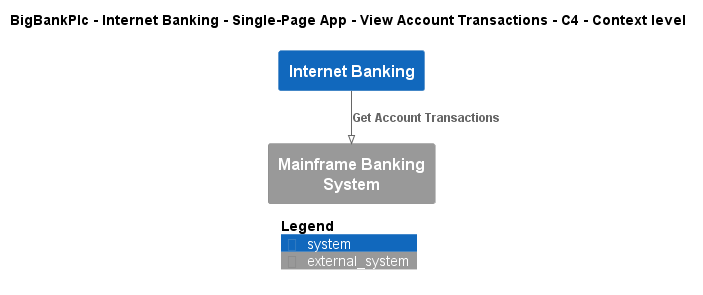 BigBankPlc - Internet Banking - Single-Page App - View Account Transactions - C4 - Context level
Internet Banking
Get Account Transactions
Mainframe Banking
System
Legend
system
external_system